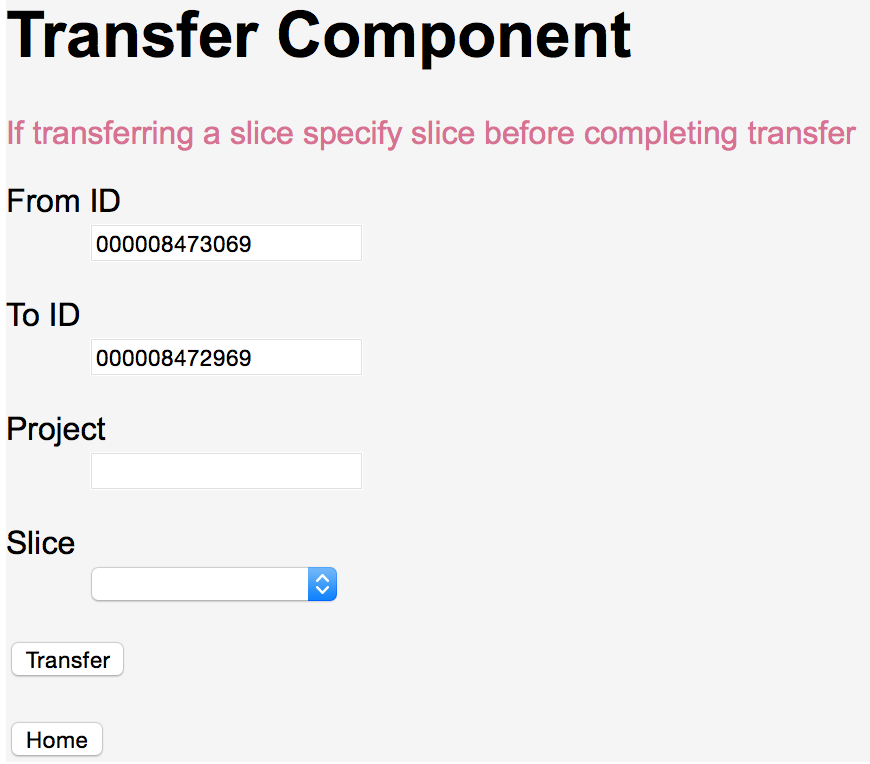 Transfer Component
If transferring a slice specify slice before completing transfer
From ID
000008473069
To ID
000008472969
Project
Slice
Transfer
Home